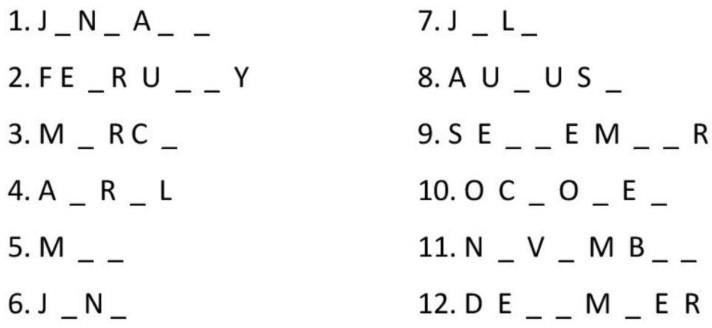 1. J _ N _ A _ _
2. F E _ R U _ _ Y
3. M _ R C _
4. A _ R _ L
5. M _ _
6. J _ N _
7. J _ L _
8. A U _ U S _
9. S E _ _ E M _ _ R
10. O C _ O _ E _
11. N _ V _ M B _ _
12. D E _ _ M _ E R